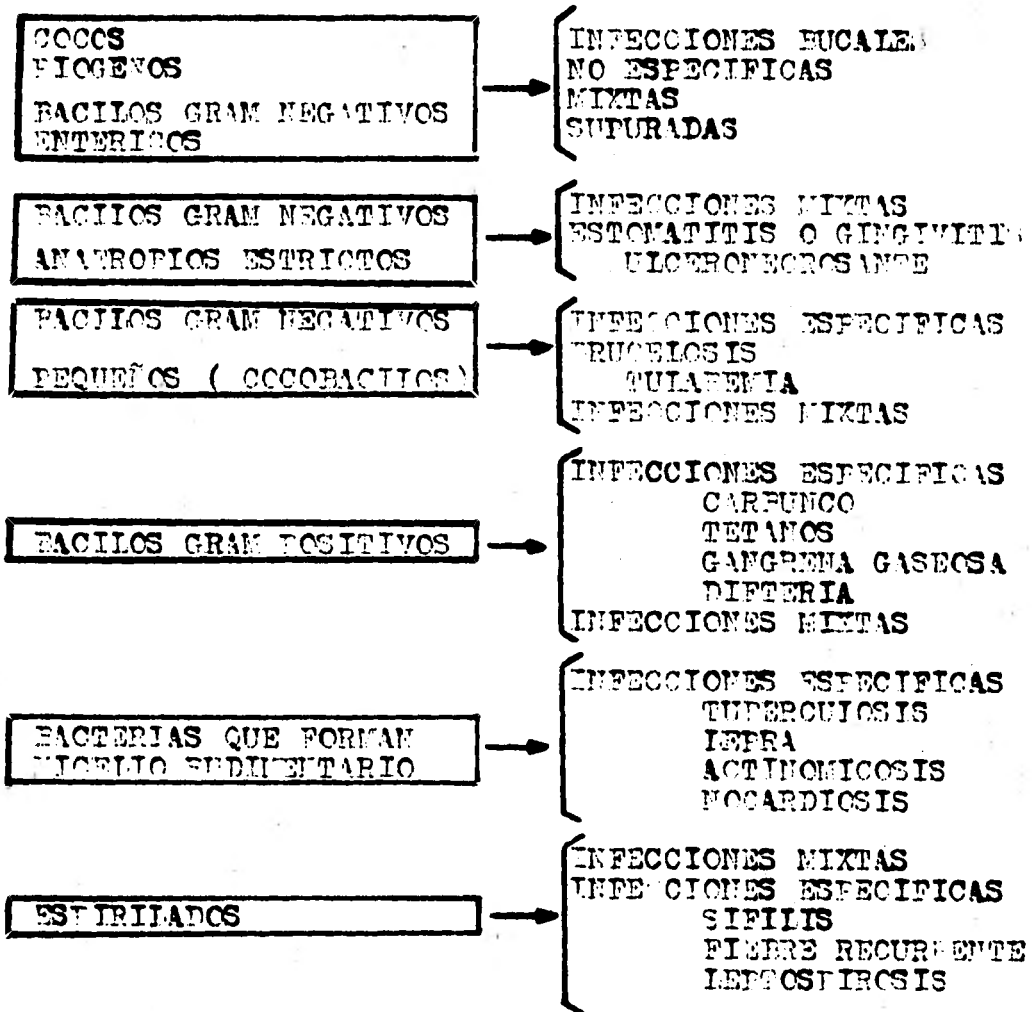 COCOS
PIOGENOS
BACILOS GRAM NEGATIVOS
ENTERICOS
INFECCIONES BUCALES
NO ESPECIFICAS
MIXTAS
SUPURADAS
BACILOS GRAM NEGATIVOS
ANAEROBIOS ESTRICTOS
INFECCIONES MIXTAS
ESTOMATITIS O GINGIVITIS
ULCERONECROSANTE
BACILOS GRAM NEGATIVOS
PEQUEÑOS ( COCOBACILOS)
INFECCIONES ESPECIFICAS
BRUCELOSIS
TULAREMIA
INFECCIONES MIXTAS
BACILOS GRAM POSITIVOS
INFECCIONES ESPECIFICAS
CARBUNCO
TETANOS
GANGRENA GASEOSA
DIFTERIA
INFECCIONES MIXTAS
BACTERIAS QUE FORMAN
MICELIO RUDIMENTARIO
INFECCIONES ESPECIFICAS
TUBERCULOSIS
LEPRA
ACTINOMICOSIS
NOCARDIOSIS
ESPIRILADOS
INFECCIONES MIXTAS
INFECCIONES ESPECIFICAS
SIFILIS
FIEBRE RECURRENTE
LEPTOSPIROSIS